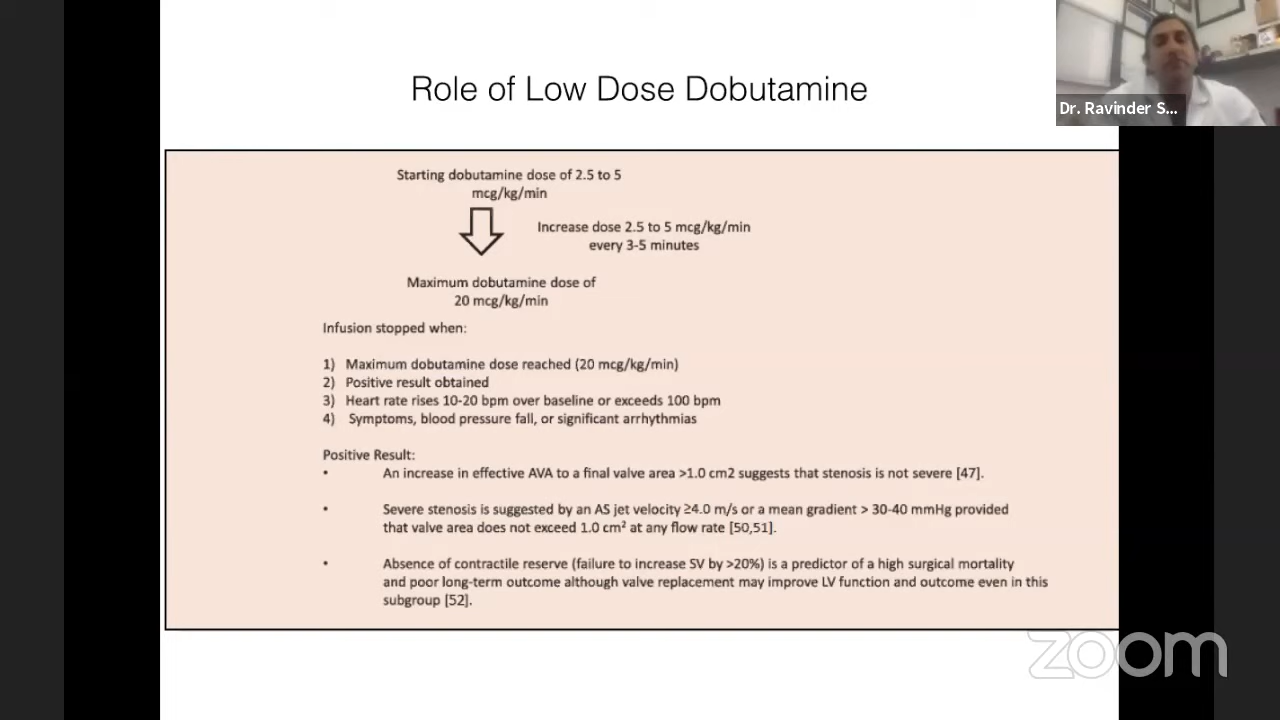 Role of Low Dose Dobutamine
Dr. Ravinder S...
Starting dobutamine dose of 2.5 to 5
mcg/kg/min
Increase dose 2.5 to 5 mcg/kg/min
every 3-5 minutes
Maximum dobutamine dose of
20 mcg/kg/min
Infusion stopped when:
1) Maximum dobutamine dose reached (20 mcg/kg/min)
2) Positive result obtained
3) Heart rate rises 10-20 bpm over baseline or exceeds 100 bpm
4) Symptoms, blood pressure fall, or significant arrhythmias
Positive Result:
• An increase in effective AVA to a final valve area >1.0 cm2 suggests that stenosis is not severe [47].
• Severe stenosis is suggested by an AS jet velocity ≥4.0 m/s or a mean gradient > 30-40 mmHg provided
that valve area does not exceed 1.0 cm² at any flow rate [50,51].
• Absence of contractile reserve (failure to increase SV by >20%) is a predictor of a high surgical mortality
and poor long-term outcome although valve replacement may improve LV function and outcome even in this
subgroup [52].
zoom